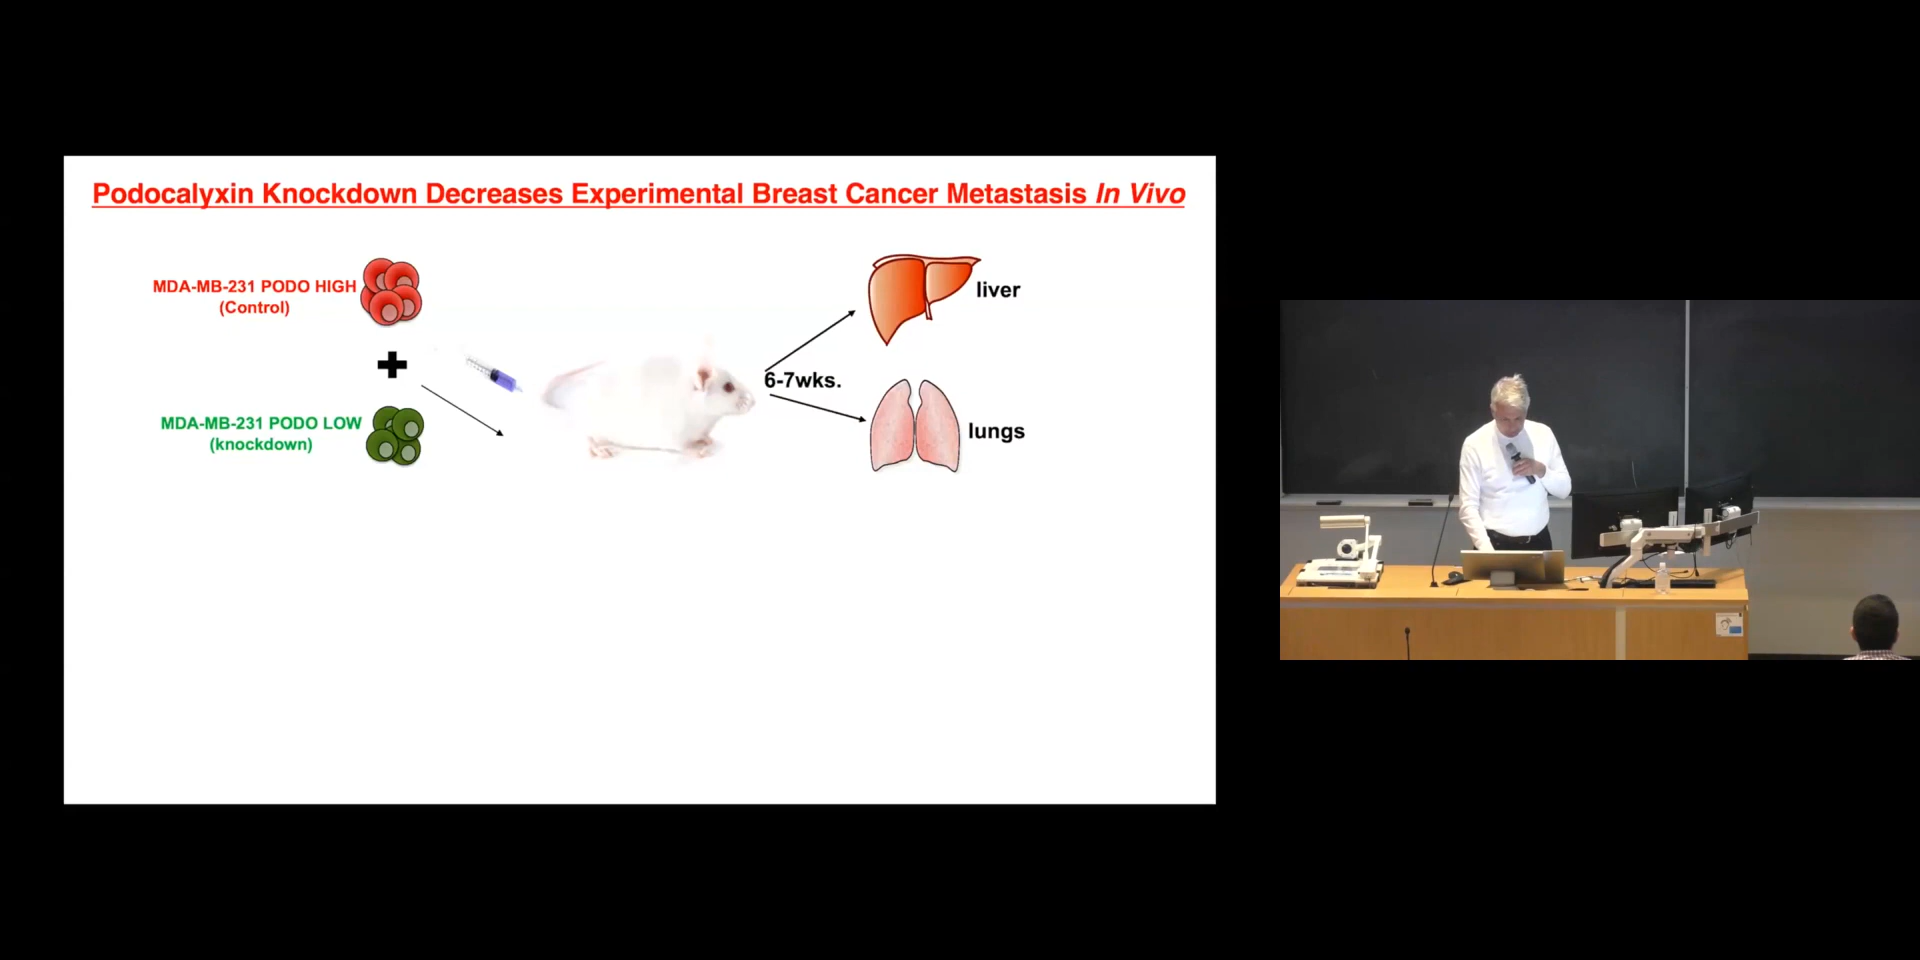 Podocalyxin Knockdown Decreases Experimental Breast Cancer Metastasis In Vivo
MDA-MB-231 PODO HIGH
(Control)
liver
6-7wks.
MDA-MB-231 PODO LOW
(knockdown)
lungs